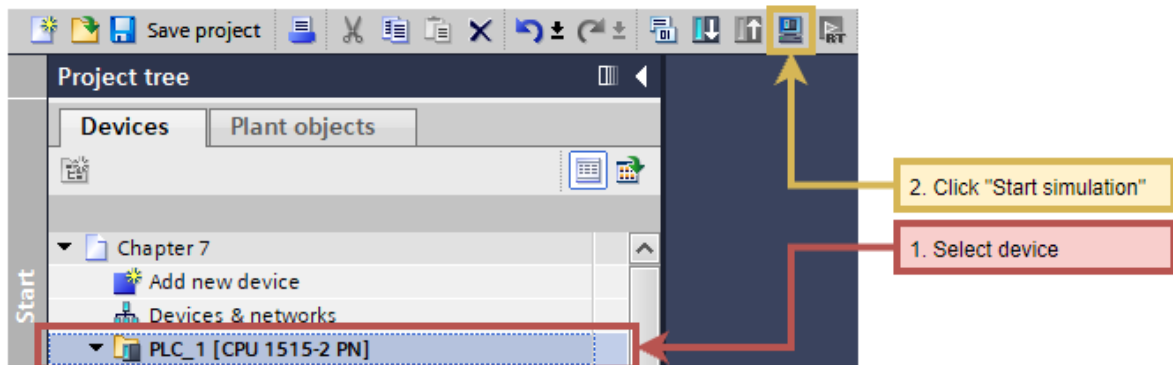 Save project
RT
Project tree
Devices
Plant objects
2. Click "Start simulation"
1. Select device
Chapter 7
Add new device
Devices & networks
PLC_1 [CPU 1515-2 PN]
Start